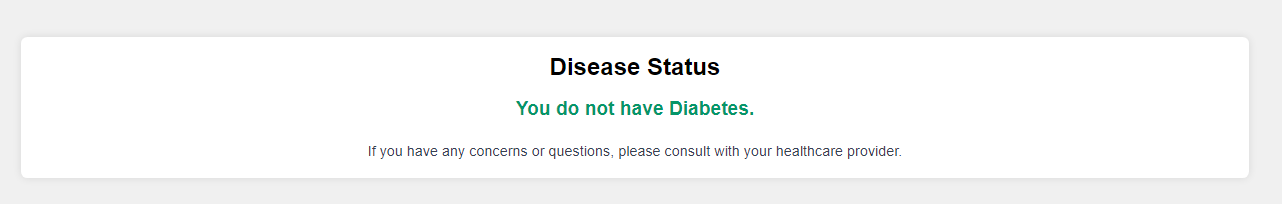 Disease Status
You do not have Diabetes.
If you have any concerns or questions, please consult with your healthcare provider.